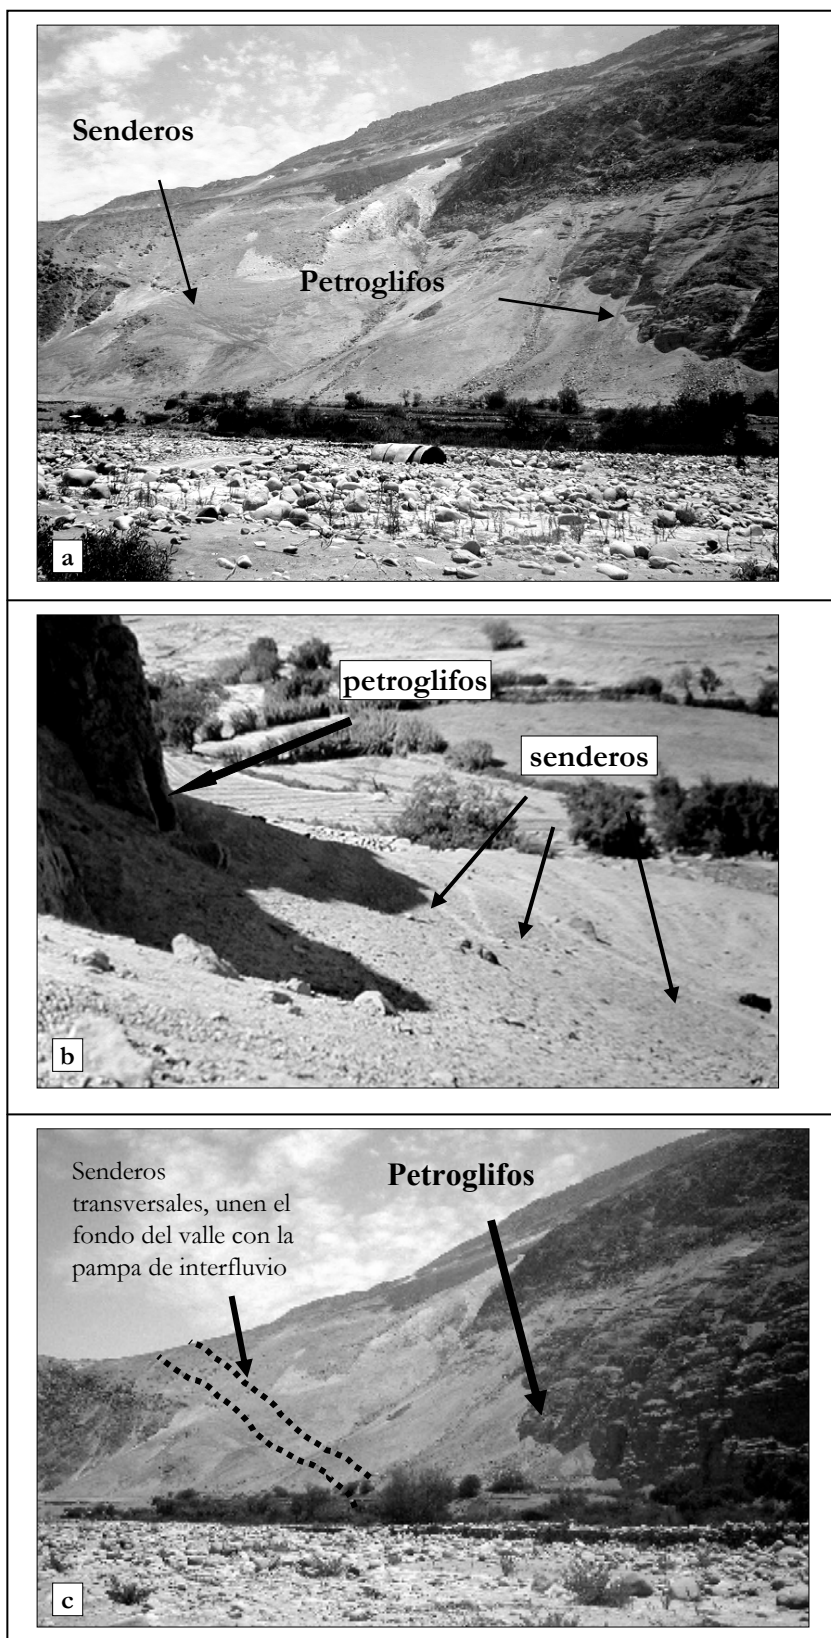 Senderos
Petroglifos
a
petroglifos
senderos
b
Senderos
transversales, unen el
fondo del valle con la
pampa de interfluvio
Petroglifos
c